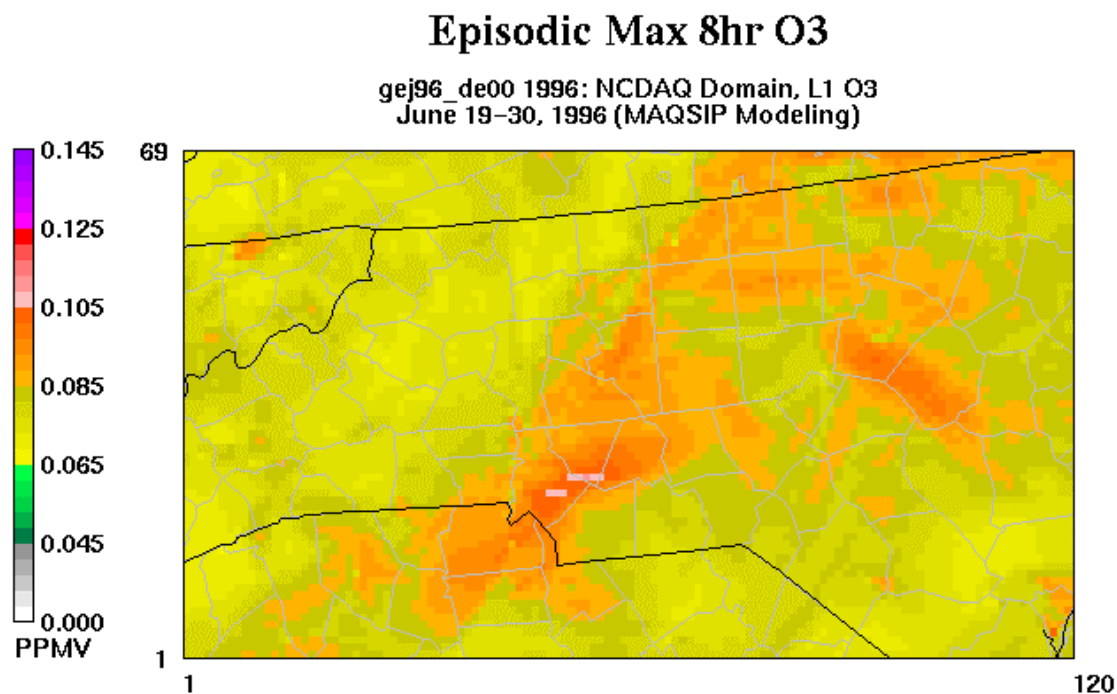 Episodic Max 8hr O3
gej96_de00 1996: NCDAQ Domain, L1 O3
June 19-30, 1996 (MAQSIP Modeling)
0.145
0.125
0.105
0.085
0.065
0.045
0.000
PPMV
69
1
1
120